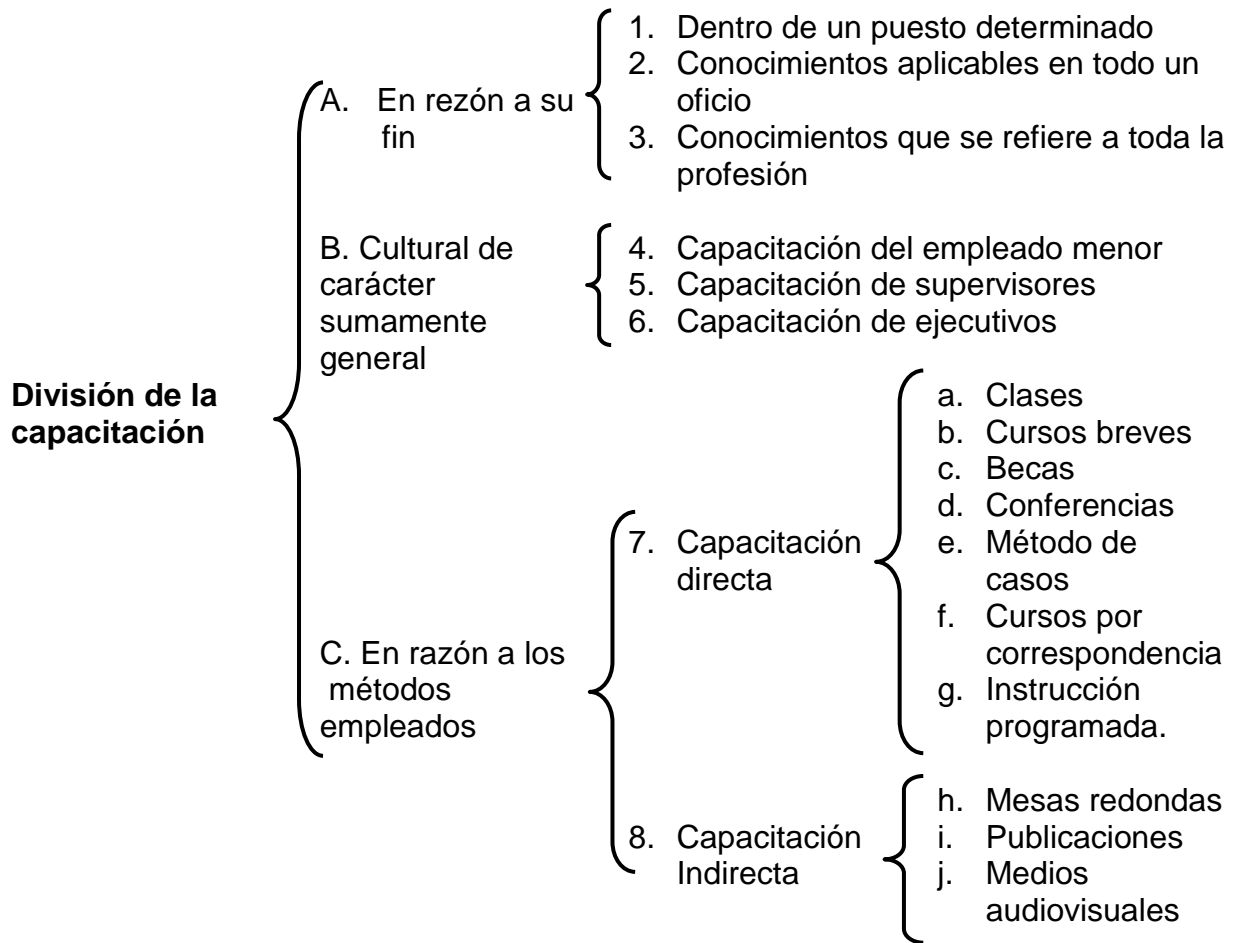 División de la
capacitación
A. En rezón a su
fin
1. Dentro de un puesto determinado
2. Conocimientos aplicables en todo un
oficio
3. Conocimientos que se refiere a toda la
profesión
B. Cultural de
carácter
sumamente
general
4. Capacitación del empleado menor
5. Capacitación de supervisores
6. Capacitación de ejecutivos
C. En razón a los
métodos
empleados
7. Capacitación
directa
a. Clases
b. Cursos breves
c. Becas
d. Conferencias
e. Método de
casos
f. Cursos por
correspondencia
g. Instrucción
programada.
8. Capacitación
Indirecta
h. Mesas redondas
i. Publicaciones
j. Medios
audiovisuales